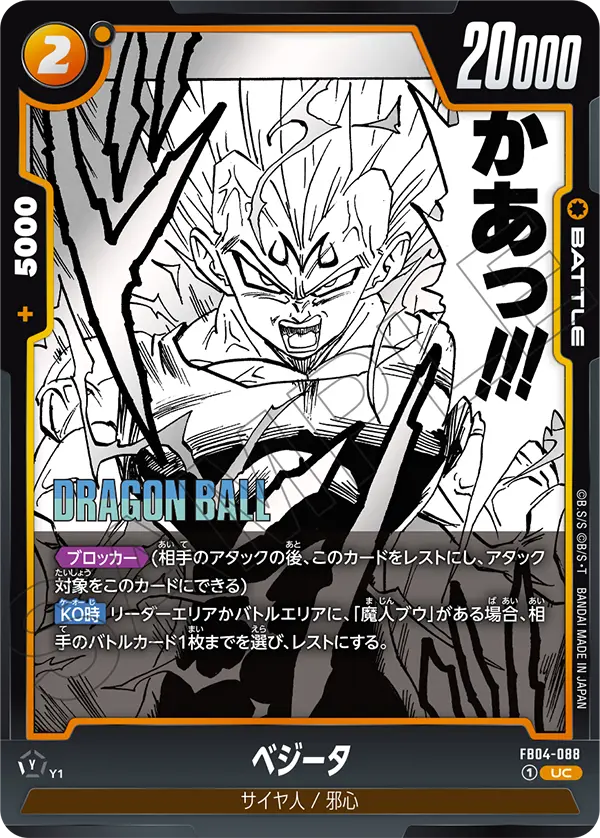 2
20000
+ 5000
かあっ!!!
BATTLE
SAMPLE
DRAGON BALL
ブロッカー (相手のアタックの後、このカードをレストにし、アタック
対象をこのカードにできる)
KO時 リーダーエリアかバトルエリアに、「魔人ブウ」がある場合、相
手のバトルカード1枚までを選び、レストにする。
©B.S/S ©B/S・T BANDAI MADE IN JAPAN
Y Y1
ベジータ
FB04-088
1 UC
サイヤ人 / 邪心